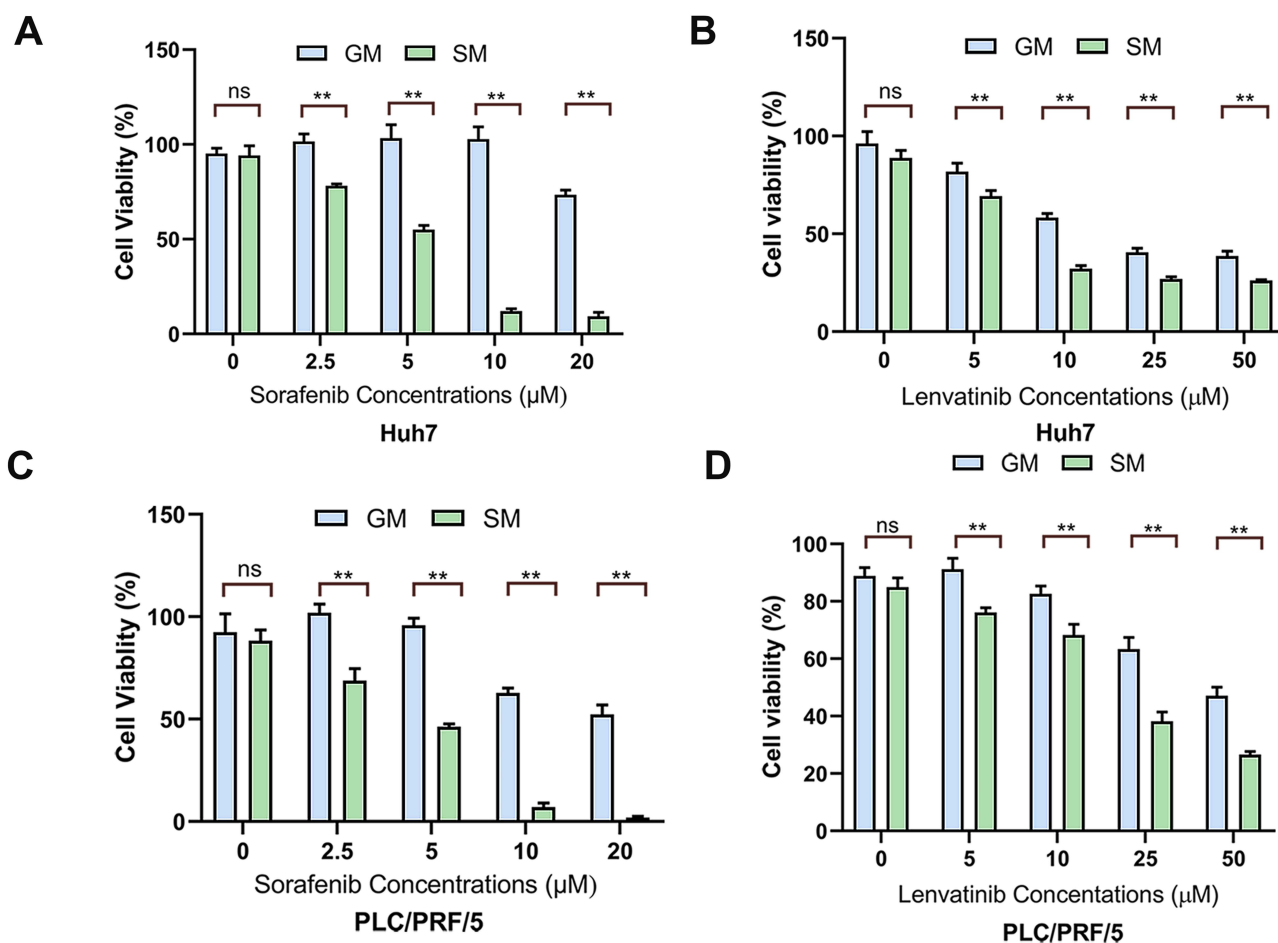 A
GM SM
150
100
50
0
Cell Viablity (%)
ns ** ** ** **
0 2.5 5 10 20
Sorafenib Concentrations (µM)
Huh7
B
GM SM
150
100
50
0
Cell viability (%)
ns ** ** ** **
0 5 10 25 50
Lenvatinib Concentations (µM)
Huh7
C
GM SM
150
100
50
0
Cell Viablity (%)
ns ** ** ** **
0 2.5 5 10 20
Sorafenib Concentrations (µM)
PLC/PRF/5
D
GM SM
100
80
60
40
20
0
Cell viability (%)
ns ** ** ** **
0 5 10 25 50
Lenvatinib Concentations (µM)
PLC/PRF/5